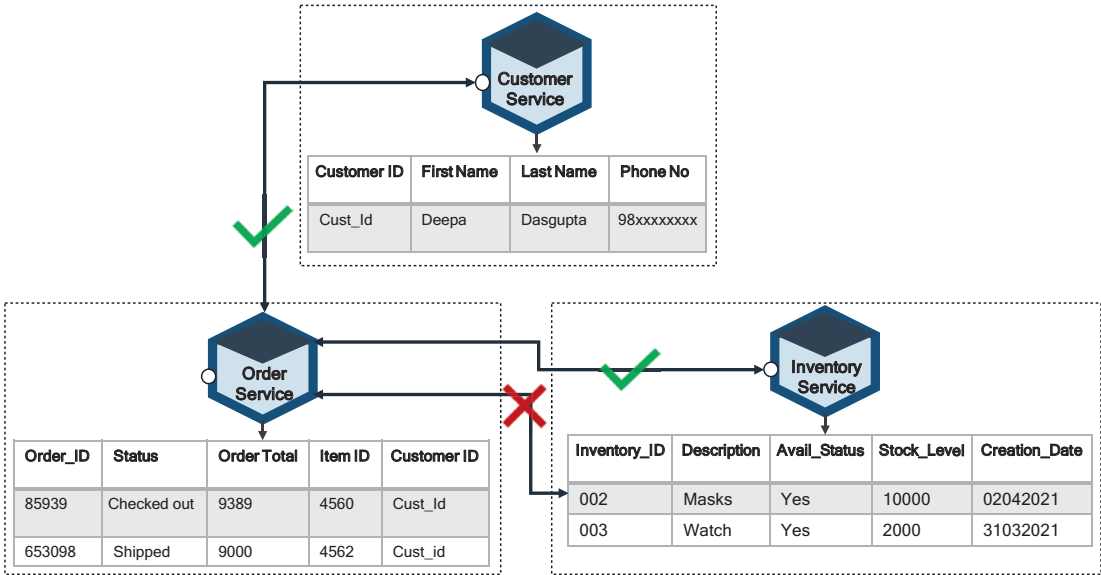 Customer
Service
Customer ID First Name Last Name Phone No
Cust_Id Deepa Dasgupta 98xxxxxxxx
Order
Service
Order_ID Status Order Total Item ID Customer ID
85939 Checked out 9389 4560 Cust_Id
653098 Shipped 9000 4562 Cust_id
Inventory
Service
Inventory_ID Description Avail_Status Stock_Level Creation_Date
002 Masks Yes 10000 02042021
003 Watch Yes 2000 31032021